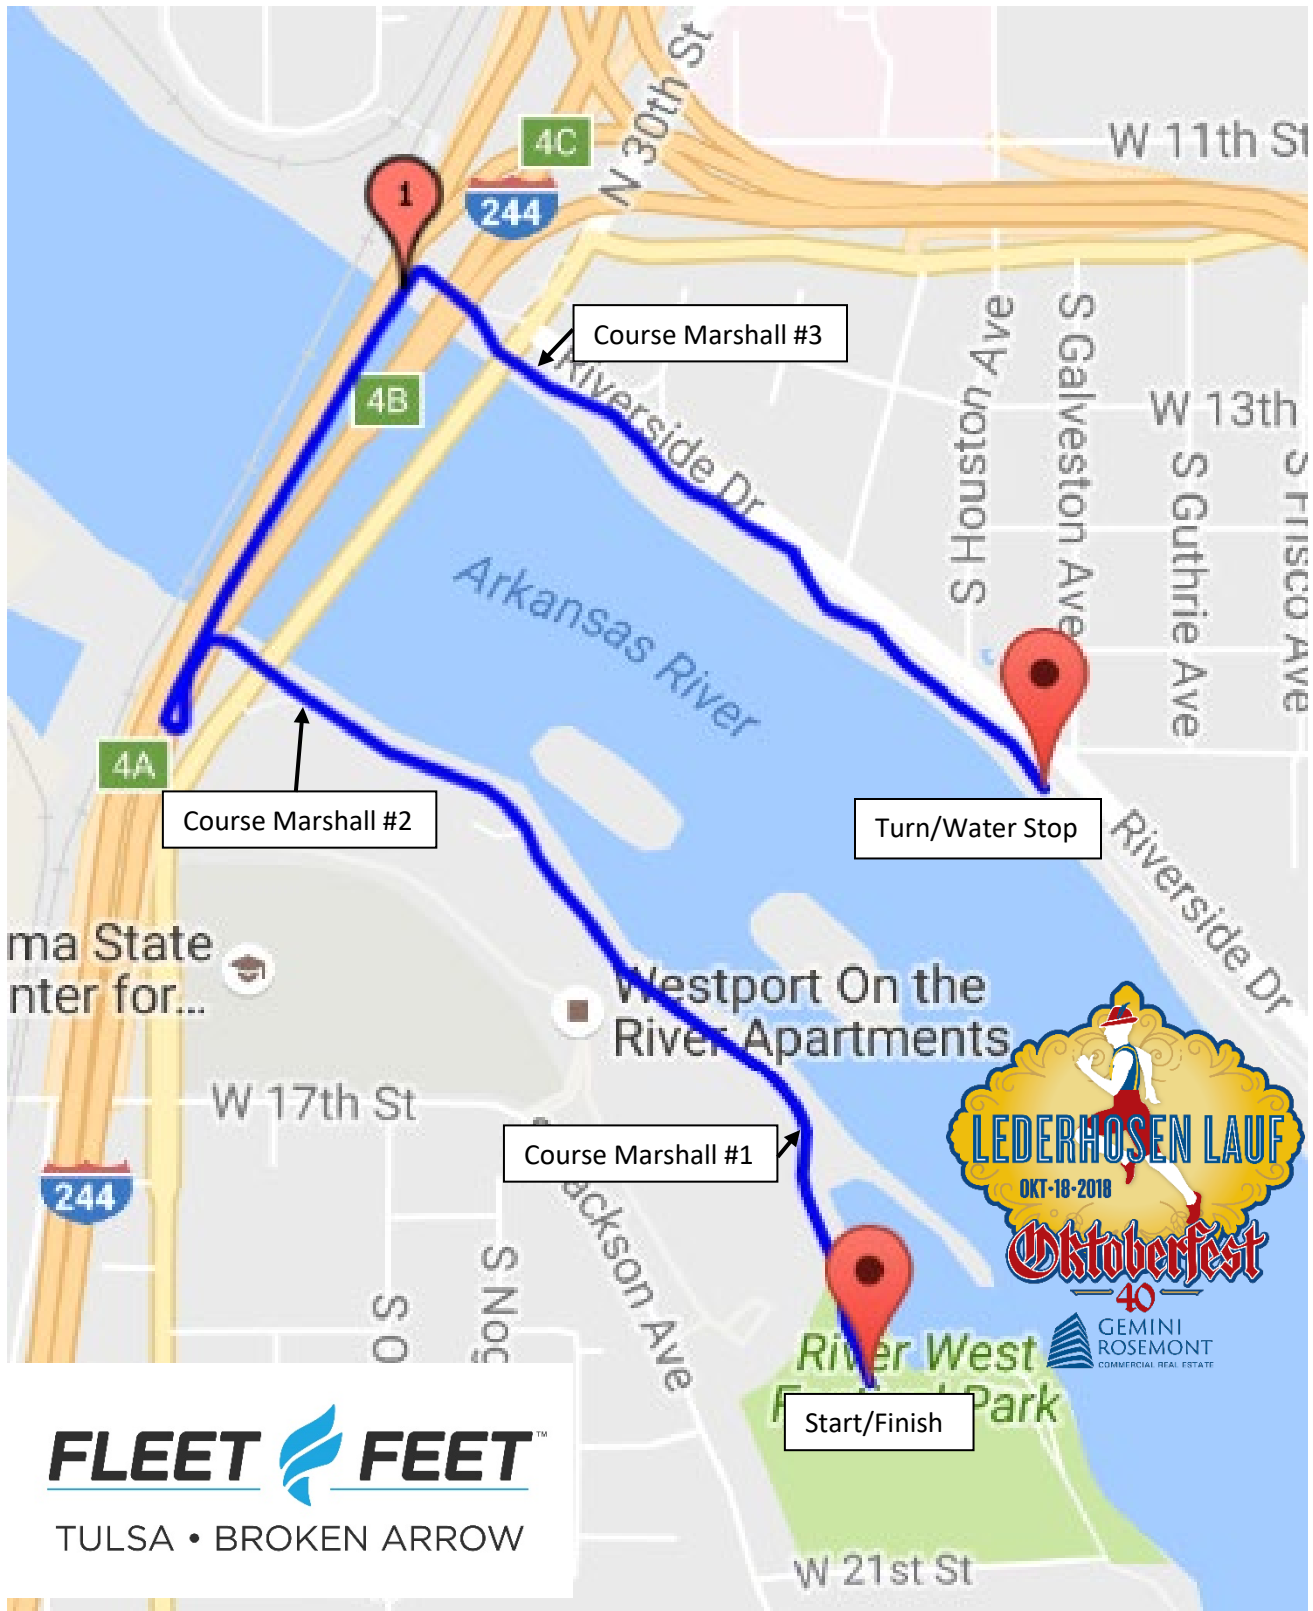 4C
W 11th St
N 30th St
1
244
Course Marshall #3
Riverside Dr
4B
S Houston Ave
S Galveston Ave
W 13th
S Guthrie Ave
S Frisco Ave
Arkansas River
4A
Course Marshall #2
Turn/Water Stop
Riverside Dr
ma State
nter for...
Westport On the
River Apartments
W 17th St
Course Marshall #1
244
ackson Ave
S Nog
S O
LEDERHOSEN LAUF
OKT•18•2018
Oktoberfest
40
GEMINI
ROSEMONT
COMMERCIAL REAL ESTATE
River West
Park
Start/Finish
FLEET FEET™
TULSA • BROKEN ARROW
W 21st St